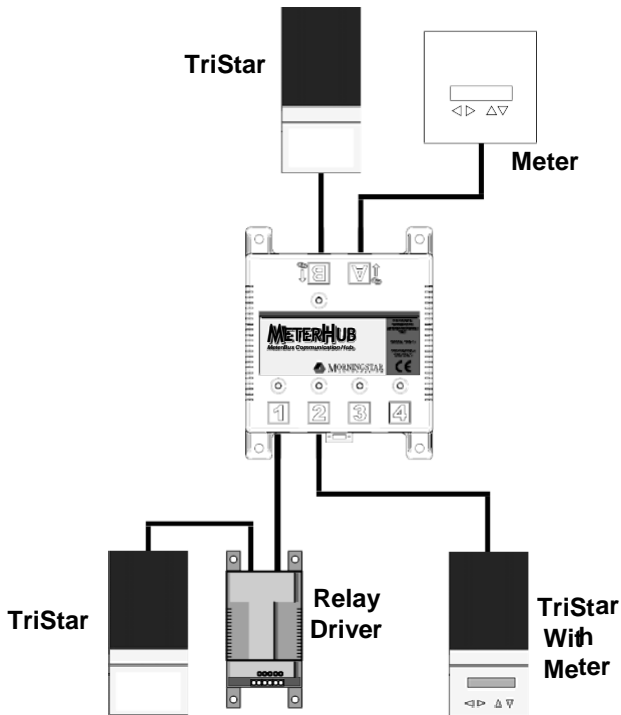 TriStar
Meter
B
A
METERHUB
MeterBus Communication Hub
MORNINGSTAR
CE
1
2
3
4
TriStar
Relay
Driver
TriStar
With
Meter